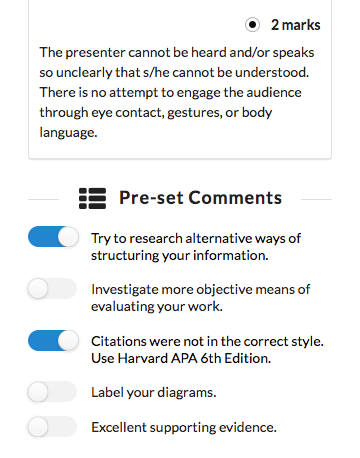 2 marks
The presenter cannot be heard and/or speaks
so unclearly that s/he cannot be understood.
There is no attempt to engage the audience
through eye contact, gestures, or body
language.
Pre-set Comments
Try to research alternative ways of
structuring your information.
Investigate more objective means of
evaluating your work.
Citations were not in the correct style.
Use Harvard APA 6th Edition.
Label your diagrams.
Excellent supporting evidence.